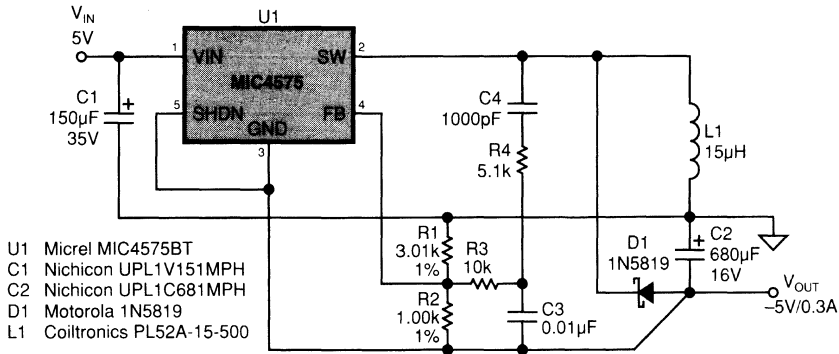 U1
VIN
5V
1
VIN
SW
2
MIC4575
5
SHDN
FB
4
GND
3
C1
+
150µF
35V
C4
1000pF
R4
5.1k
L1
15µH
R1
3.01k
1%
R3
10k
R2
1.00k
1%
C3
0.01µF
D1
1N5819
+
C2
680µF
16V
VOUT
–5V/0.3A
U1 Micrel MIC4575BT
C1 Nichicon UPL1V151MPH
C2 Nichicon UPL1C681MPH
D1 Motorola 1N5819
L1 Coiltronics PL52A-15-500